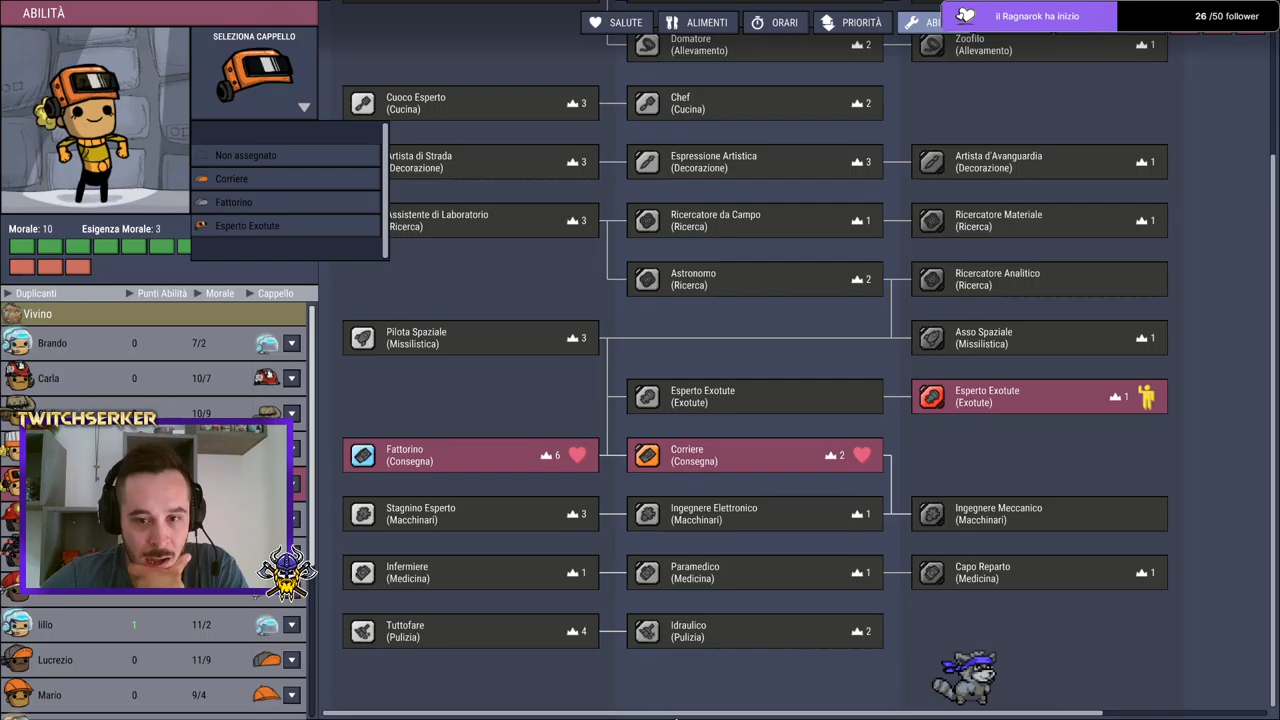 ABILITÀ
SELEZIONA CAPPELLO
Non assegnato
Corriere
Fattorino
Esperto Exotute
Morale: 10 Esigenza Morale: 3
Duplicanti Punti Abilità Morale Cappello
Vivino
Brando 0 7/2
Carla 0 10/7
10/9
TWITCHSERKER
lillo 1 11/2
Lucrezio 0 11/9
Mario 0 9/4
SALUTE ALIMENTI ORARI PRIORITÀ ABI
il Ragnarok ha inizio 26 /50 follower
Domatore
(Allevamento)
2
Zoofilo
(Allevamento)
1
Cuoco Esperto
(Cucina)
3
Chef
(Cucina)
2
Artista di Strada
(Decorazione)
3
Espressione Artistica
(Decorazione)
3
Artista d'Avanguardia
(Decorazione)
1
Assistente di Laboratorio
(Ricerca)
3
Ricercatore da Campo
(Ricerca)
1
Ricercatore Materiale
(Ricerca)
1
Astronomo
(Ricerca)
2
Ricercatore Analitico
(Ricerca)
Pilota Spaziale
(Missilistica)
3
Asso Spaziale
(Missilistica)
1
Esperto Exotute
(Exotute)
Esperto Exotute
(Exotute)
1
Fattorino
(Consegna)
6
Corriere
(Consegna)
2
Stagnino Esperto
(Macchinari)
3
Ingegnere Elettronico
(Macchinari)
1
Ingegnere Meccanico
(Macchinari)
Infermiere
(Medicina)
1
Paramedico
(Medicina)
1
Capo Reparto
(Medicina)
1
Tuttofare
(Pulizia)
4
Idraulico
(Pulizia)
2